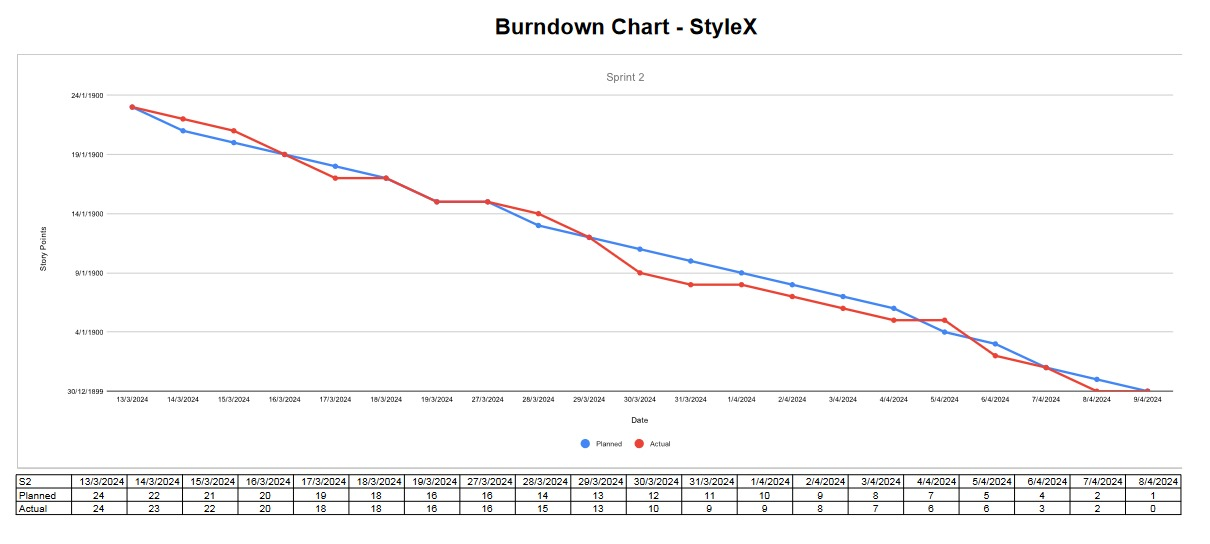 Burndown Chart - StyleX
Sprint 2
24/1/1900
19/1/1900
14/1/1900
9/1/1900
4/1/1900
30/12/1899
Story Points
13/3/2024 14/3/2024 15/3/2024 16/3/2024 17/3/2024 18/3/2024 19/3/2024 27/3/2024 28/3/2024 29/3/2024 30/3/2024 31/3/2024 1/4/2024 2/4/2024 3/4/2024 4/4/2024 5/4/2024 6/4/2024 7/4/2024 8/4/2024 9/4/2024
Date
Planned Actual
S2 13/3/2024 14/3/2024 15/3/2024 16/3/2024 17/3/2024 18/3/2024 19/3/2024 27/3/2024 28/3/2024 29/3/2024 30/3/2024 31/3/2024 1/4/2024 2/4/2024 3/4/2024 4/4/2024 5/4/2024 6/4/2024 7/4/2024 8/4/2024
Planned 24 22 21 20 19 18 16 16 14 13 12 11 10 9 8 7 5 4 2 1
Actual 24 23 22 20 18 18 16 16 15 13 10 9 9 8 7 6 6 3 2 0